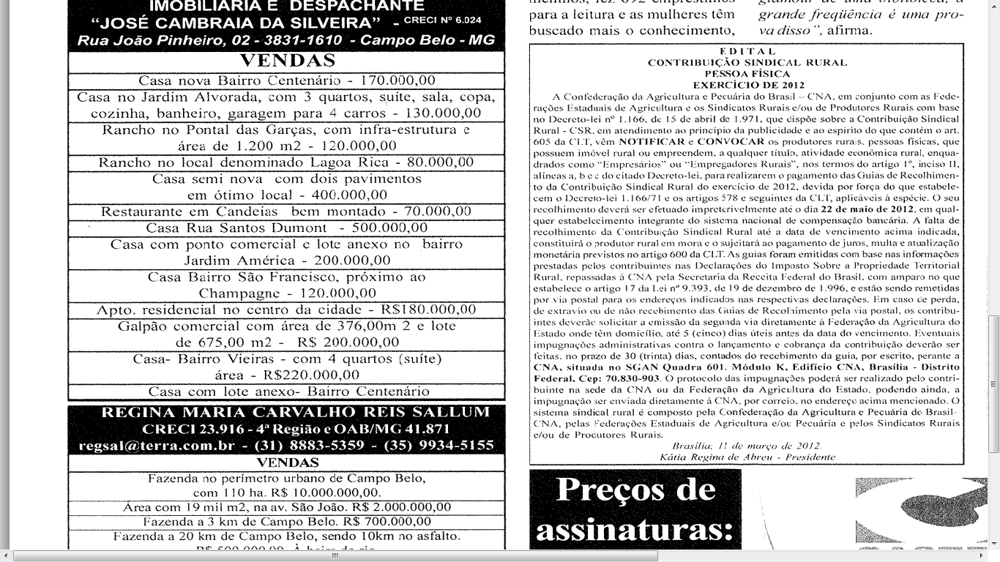 IMOBILIÁRIA E DESPACHANTE
“JOSÉ CAMBRAIA DA SILVEIRA” - CRECI Nº 6.024
Rua João Pinheiro, 02 - 3831-1610 - Campo Belo - MG
VENDAS
Casa nova Bairro Centenário - 170.000,00
Casa no Jardim Alvorada, com 3 quartos, suíte, sala, copa,
cozinha, banheiro, garagem para 4 carros - 130.000,00
Rancho no Pontal das Garças, com infra-estrutura e
área de 1.200 m2 - 120.000,00
Rancho no local denominado Lagoa Rica - 80.000,00
Casa semi nova com dois pavimentos
em ótimo local - 400.000,00
Restaurante em Candeias bem montado - 70.000,00
Casa Rua Santos Dumont - 500.000,00
Casa com ponto comercial e lote anexo no bairro
Jardim América - 200.000,00
Casa Bairro São Francisco, próximo ao
Champagne - 120.000,00
Apto. residencial no centro da cidade - R$180.000,00
Galpão comercial com área de 376,00m 2 e lote
de 675,00 m2 - R$ 200.000,00
Casa- Bairro Vieiras - com 4 quartos (suíte)
área - R$220.000,00
Casa com lote anexo- Bairro Centenário
REGINA MARIA CARVALHO REIS SALLUM
CRECI 23.916 - 4ª Região e OAB/MG 41.871
regsal@terra.com.br - (31) 8883-5359 - (35) 9934-5155
VENDAS
Fazenda no perímetro urbano de Campo Belo,
com 110 ha. R$ 10.000.000,00.
Área com 19 mil m2, na av. São João. R$ 2.000.000,00
Fazenda a 3 km de Campo Belo. R$ 700.000,00
Fazenda a 20 km de Campo Belo, sendo 10km no asfalto.
para a leitura e as mulheres têm
buscado mais o conhecimento,
grande freqüência é uma pro-
va disso”, afirma.
EDITAL
CONTRIBUIÇÃO SINDICAL RURAL
PESSOA FÍSICA
EXERCÍCIO DE 2012
A Confederação da Agricultura e Pecuária do Brasil – CNA, em conjunto com as Fede-
rações Estaduais de Agricultura e os Sindicatos Rurais e/ou de Produtores Rurais com base
no Decreto-lei nº 1.166, de 15 de abril de 1.971, que dispõe sobre a Contribuição Sindical
Rural - CSR, em atendimento ao princípio da publicidade e ao espírito do que contém o art.
605 da CLT, vêm NOTIFICAR e CONVOCAR os produtores rurais, pessoas físicas, que
possuem imóvel rural ou empreendem, a qualquer título, atividade econômica rural, enqua-
drados como “Empresários” ou “Empregadores Rurais”, nos termos do artigo 1º, inciso II,
alíneas a, b e c do citado Decreto-lei, para realizarem o pagamento das Guias de Recolhimen-
to da Contribuição Sindical Rural do exercício de 2012, devida por força do que estabele-
cem o Decreto-lei 1.166/71 e os artigos 578 e seguintes da CLT, aplicáveis à espécie. O seu
recolhimento deverá ser efetuado impreterivelmente até o dia 22 de maio de 2012, em qual-
quer estabelecimento integrante do sistema nacional de compensação bancária. A falta de
recolhimento da Contribuição Sindical Rural até a data de vencimento acima indicada,
constituirá o produtor rural em mora e o sujeitará ao pagamento de juros, multa e atualização
monetária previstos no artigo 600 da CLT. As guias foram emitidas com base nas informações
prestadas pelos contribuintes nas Declarações do Imposto Sobre a Propriedade Territorial
Rural, repassadas à CNA pela Secretaria da Receita Federal do Brasil, com amparo no que
estabelece o artigo 17 da Lei nº 9.393, de 19 de dezembro de 1.996, e estão sendo remetidas
por via postal para os endereços indicados nas respectivas declarações. Em caso de perda,
de extravio ou de não recebimento das Guias de Recolhimento pela via postal, os contribu-
intes deverão solicitar a emissão da segunda via diretamente à Federação da Agricultura do
Estado onde têm domicílio, até 5 (cinco) dias úteis antes da data do vencimento. Eventuais
impugnações administrativas contra o lançamento e cobrança da contribuição deverão ser
feitas, no prazo de 30 (trinta) dias, contados do recebimento da guia, por escrito, perante a
CNA, situada no SGAN Quadra 601, Módulo K, Edifício CNA, Brasília - Distrito
Federal, Cep: 70.830-903. O protocolo das impugnações poderá ser realizado pelo contri-
buinte na sede da CNA ou da Federação da Agricultura do Estado, podendo ainda, a
impugnação ser enviada diretamente à CNA, por correio, no endereço acima mencionado. O
sistema sindical rural é composto pela Confederação da Agricultura e Pecuária do Brasil–
CNA, pelas Federações Estaduais de Agricultura e/ou Pecuária e pelos Sindicatos Rurais
e/ou de Produtores Rurais.
Brasília, 11 de março de 2012.
Kátia Regina de Abreu - Presidente
Preços de
assinaturas: